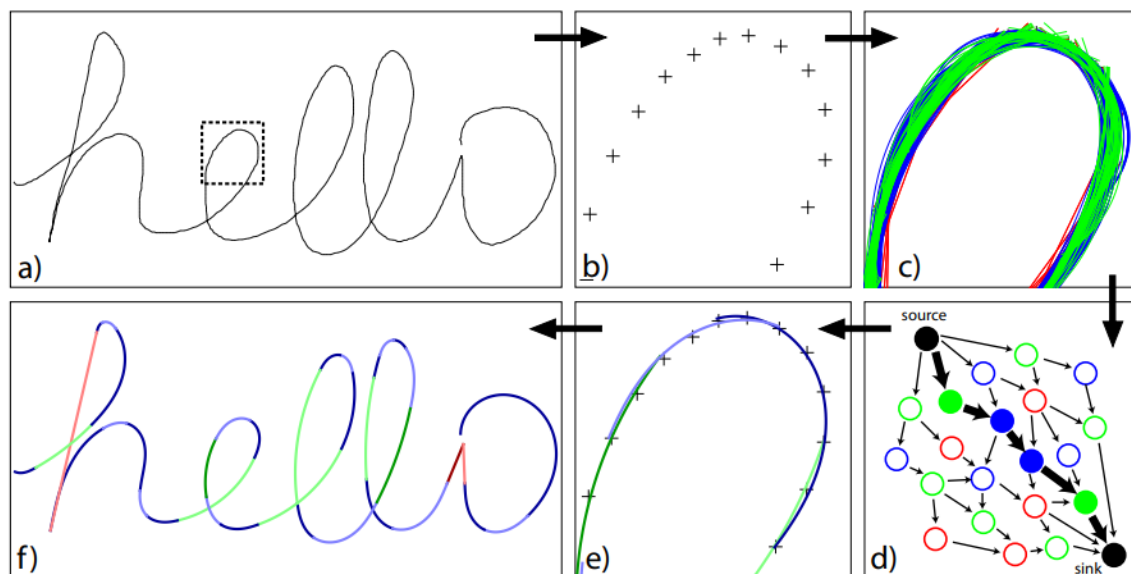 hello
a)
b)
c)
hello
f)
e)
source
sink
d)